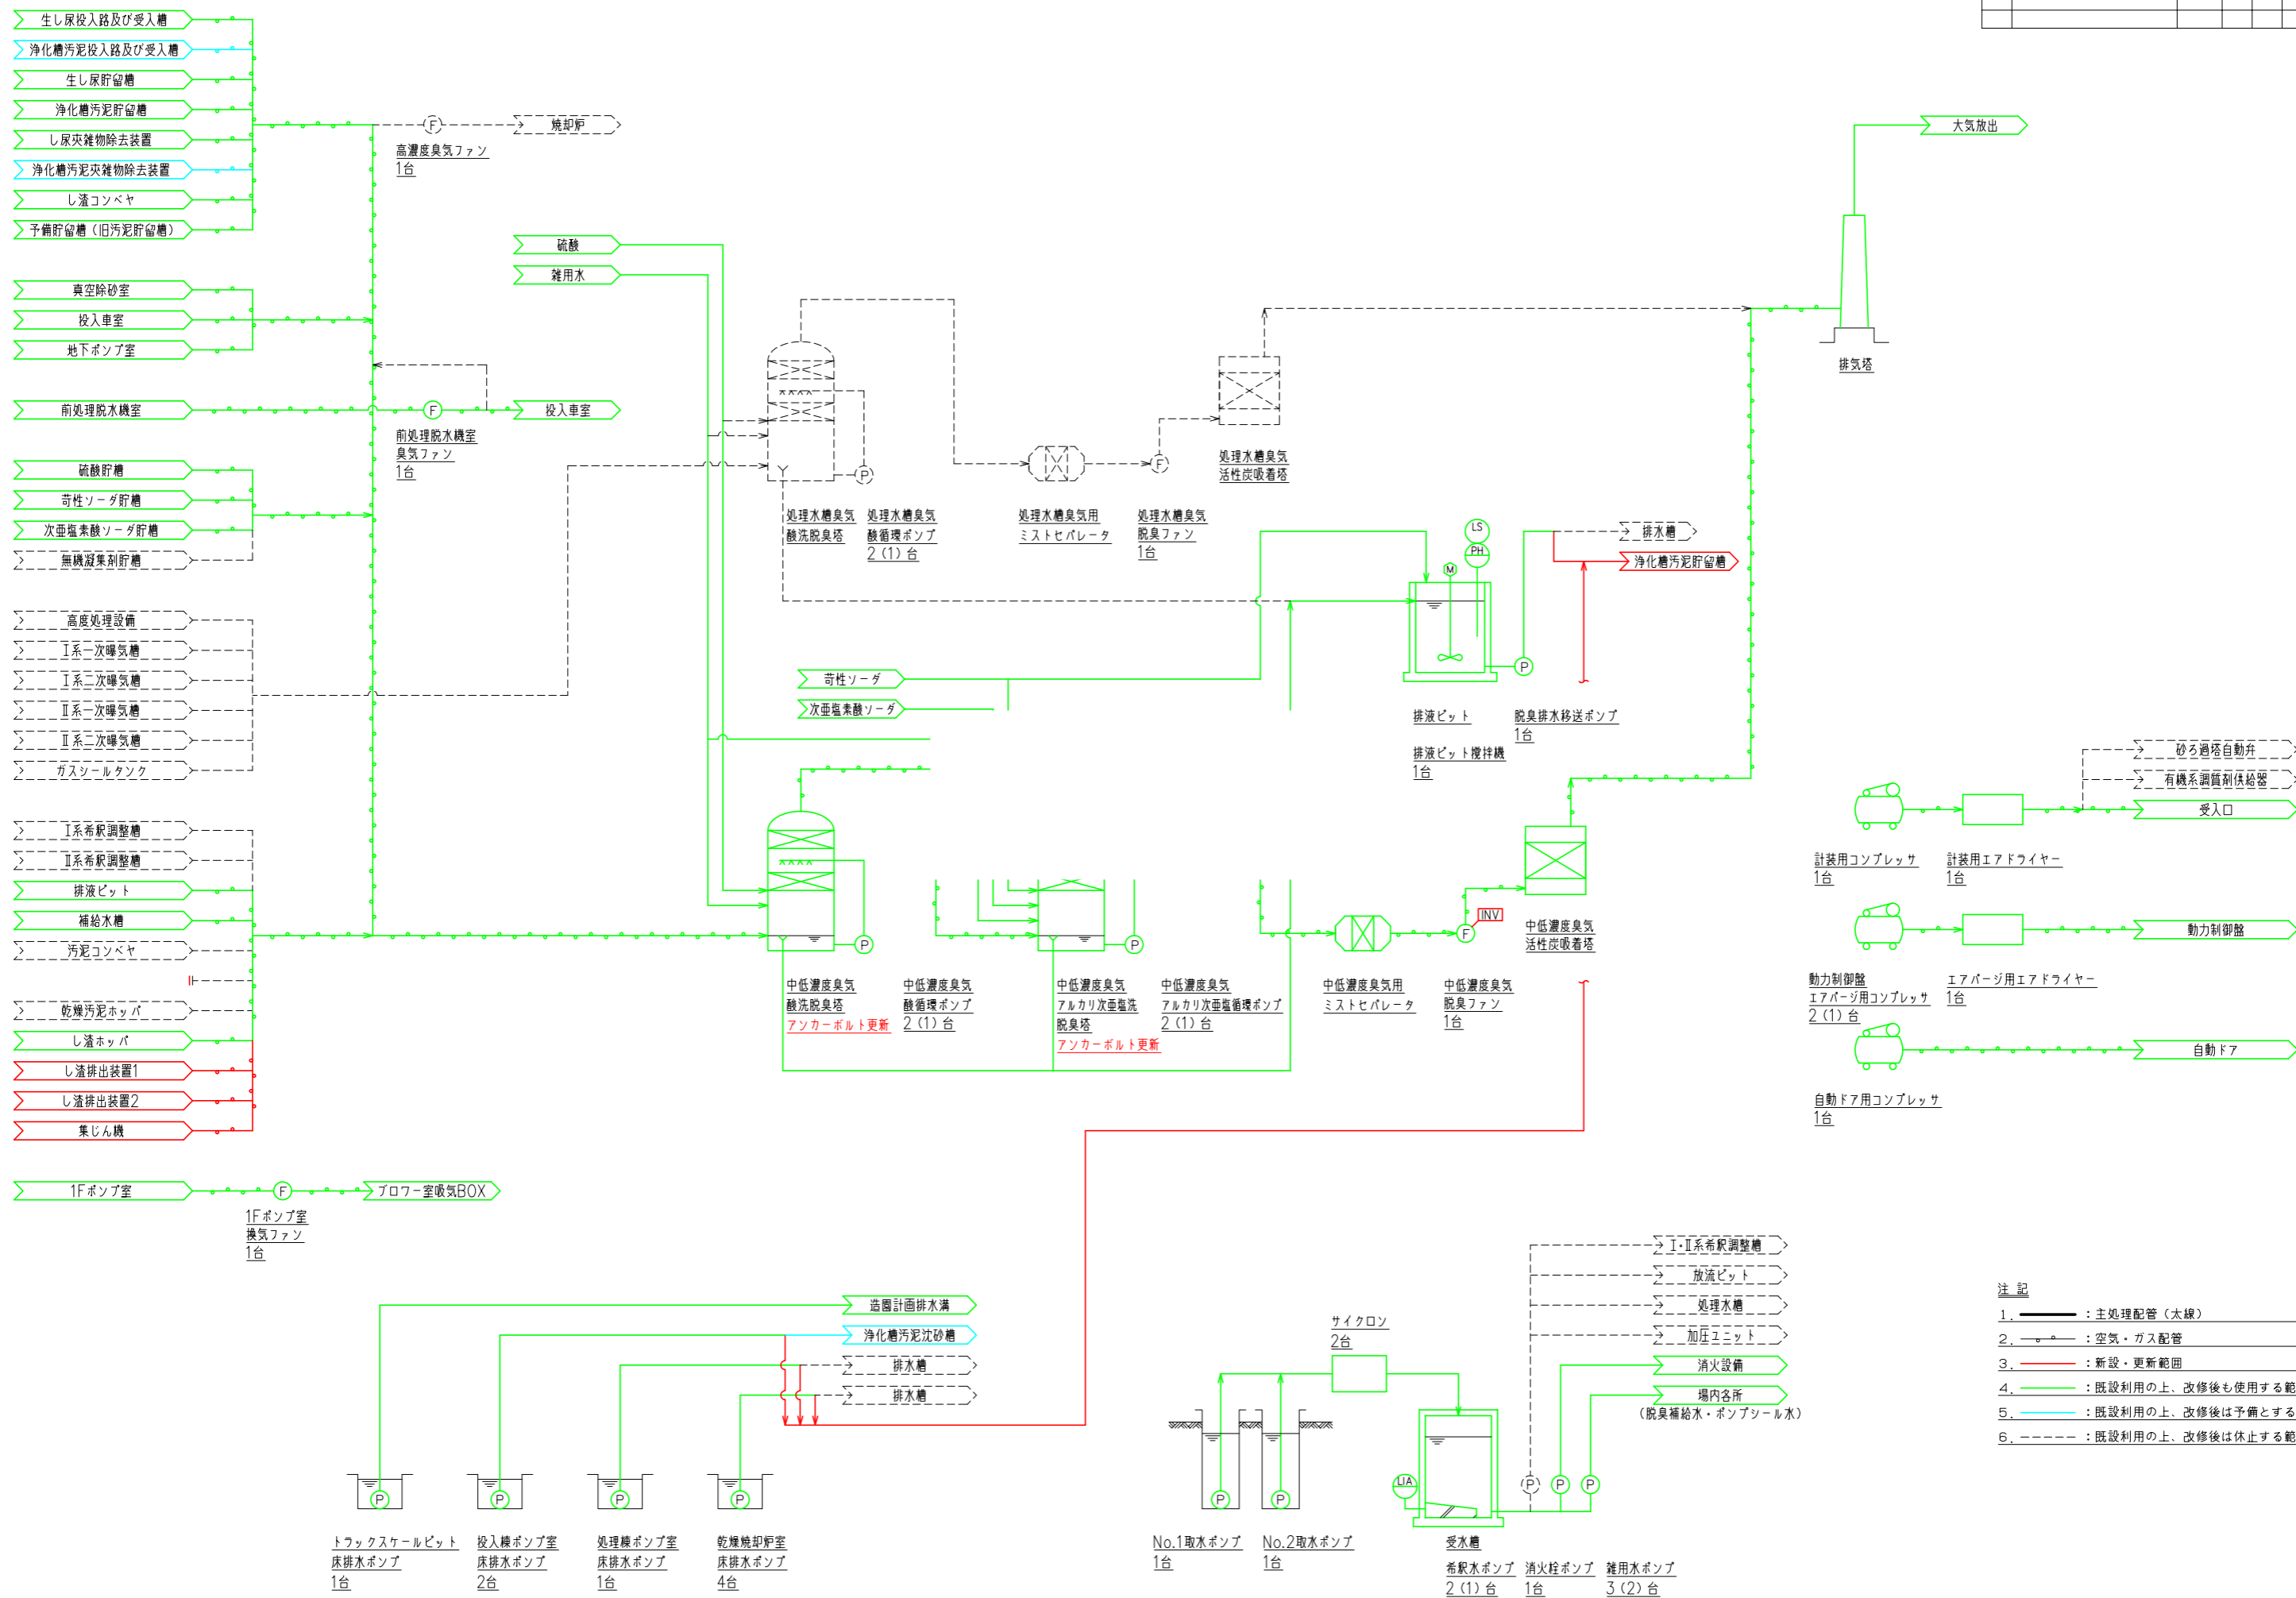 生し尿投入路及び受入槽
浄化槽汚泥投入路及び受入槽
生し尿貯留槽
浄化槽汚泥貯留槽
し尿夾雑物除去装置
浄化槽汚泥夾雑物除去装置
し渣コンベヤ
予備貯留槽（旧汚泥貯留槽）
F
焼却炉
高濃度臭気ファン
1台
真空除砂室
投入車室
地下ポンプ室
前処理脱水機室
F
投入車室
前処理脱水機室
臭気ファン
1台
硫酸貯槽
苛性ソーダ貯槽
次亜塩素酸ソーダ貯槽
無機凝集剤貯槽
高度処理設備
Ⅰ系一次曝気槽
Ⅰ系二次曝気槽
Ⅱ系一次曝気槽
Ⅱ系二次曝気槽
ガスシールタンク
Ⅰ系希釈調整槽
Ⅱ系希釈調整槽
排液ピット
補給水槽
汚泥コンベヤ
乾燥汚泥ホッパ
し渣ホッパ
し渣排出装置1
し渣排出装置2
集じん機
1Fポンプ室
F
ブロワー室吸気BOX
1Fポンプ室
換気ファン
1台
硫酸
雑用水
P
処理水槽臭気
酸洗脱臭塔
処理水槽臭気
酸循環ポンプ
2（1）台
処理水槽臭気用
ミストセパレータ
F
処理水槽臭気
脱臭ファン
1台
処理水槽臭気
活性炭吸着塔
大気放出
排気塔
LS
PH
M
P
排水槽
浄化槽汚泥貯留槽
排液ピット
排液ピット撹拌機
1台
脱臭排水移送ポンプ
1台
苛性ソーダ
次亜塩素酸ソーダ
P
中低濃度臭気
酸洗脱臭塔
アンカーボルト更新
中低濃度臭気
酸循環ポンプ
2（1）台
P
中低濃度臭気
アルカリ次亜塩洗
脱臭塔
アンカーボルト更新
中低濃度臭気
アルカリ次亜塩循環ポンプ
2（1）台
中低濃度臭気用
ミストセパレータ
F
INV
中低濃度臭気
脱臭ファン
1台
中低濃度臭気
活性炭吸着塔
砂ろ過塔自動弁
有機系調質剤供給器
受入口
計装用コンプレッサ
1台
計装用エアドライヤー
1台
動力制御盤
動力制御盤
エアパージ用コンプレッサ
2（1）台
エアパージ用エアドライヤー
1台
自動ドア
自動ドア用コンプレッサ
1台
造園計画排水溝
浄化槽汚泥沈砂槽
排水槽
排水槽
P
P
P
P
トラックスケールピット
床排水ポンプ
1台
投入棟ポンプ室
床排水ポンプ
2台
処理棟ポンプ室
床排水ポンプ
1台
乾燥焼却炉室
床排水ポンプ
4台
サイクロン
2台
P
P
No.1取水ポンプ
1台
No.2取水ポンプ
1台
LIA
受水槽
P
P
P
希釈水ポンプ
2（1）台
消火栓ポンプ
1台
雑用水ポンプ
3（2）台
Ⅰ・Ⅱ系希釈調整槽
放流ピット
処理水槽
加圧ユニット
消火設備
場内各所
（脱臭補給水・ポンプシール水）
注 記
1. ：主処理配管（太線）
2. ：空気・ガス配管
3. ：新設・更新範囲
4. ：既設利用の上、改修後も使用する範
5. ：既設利用の上、改修後は予備とする
6. ：既設利用の上、改修後は休止する範